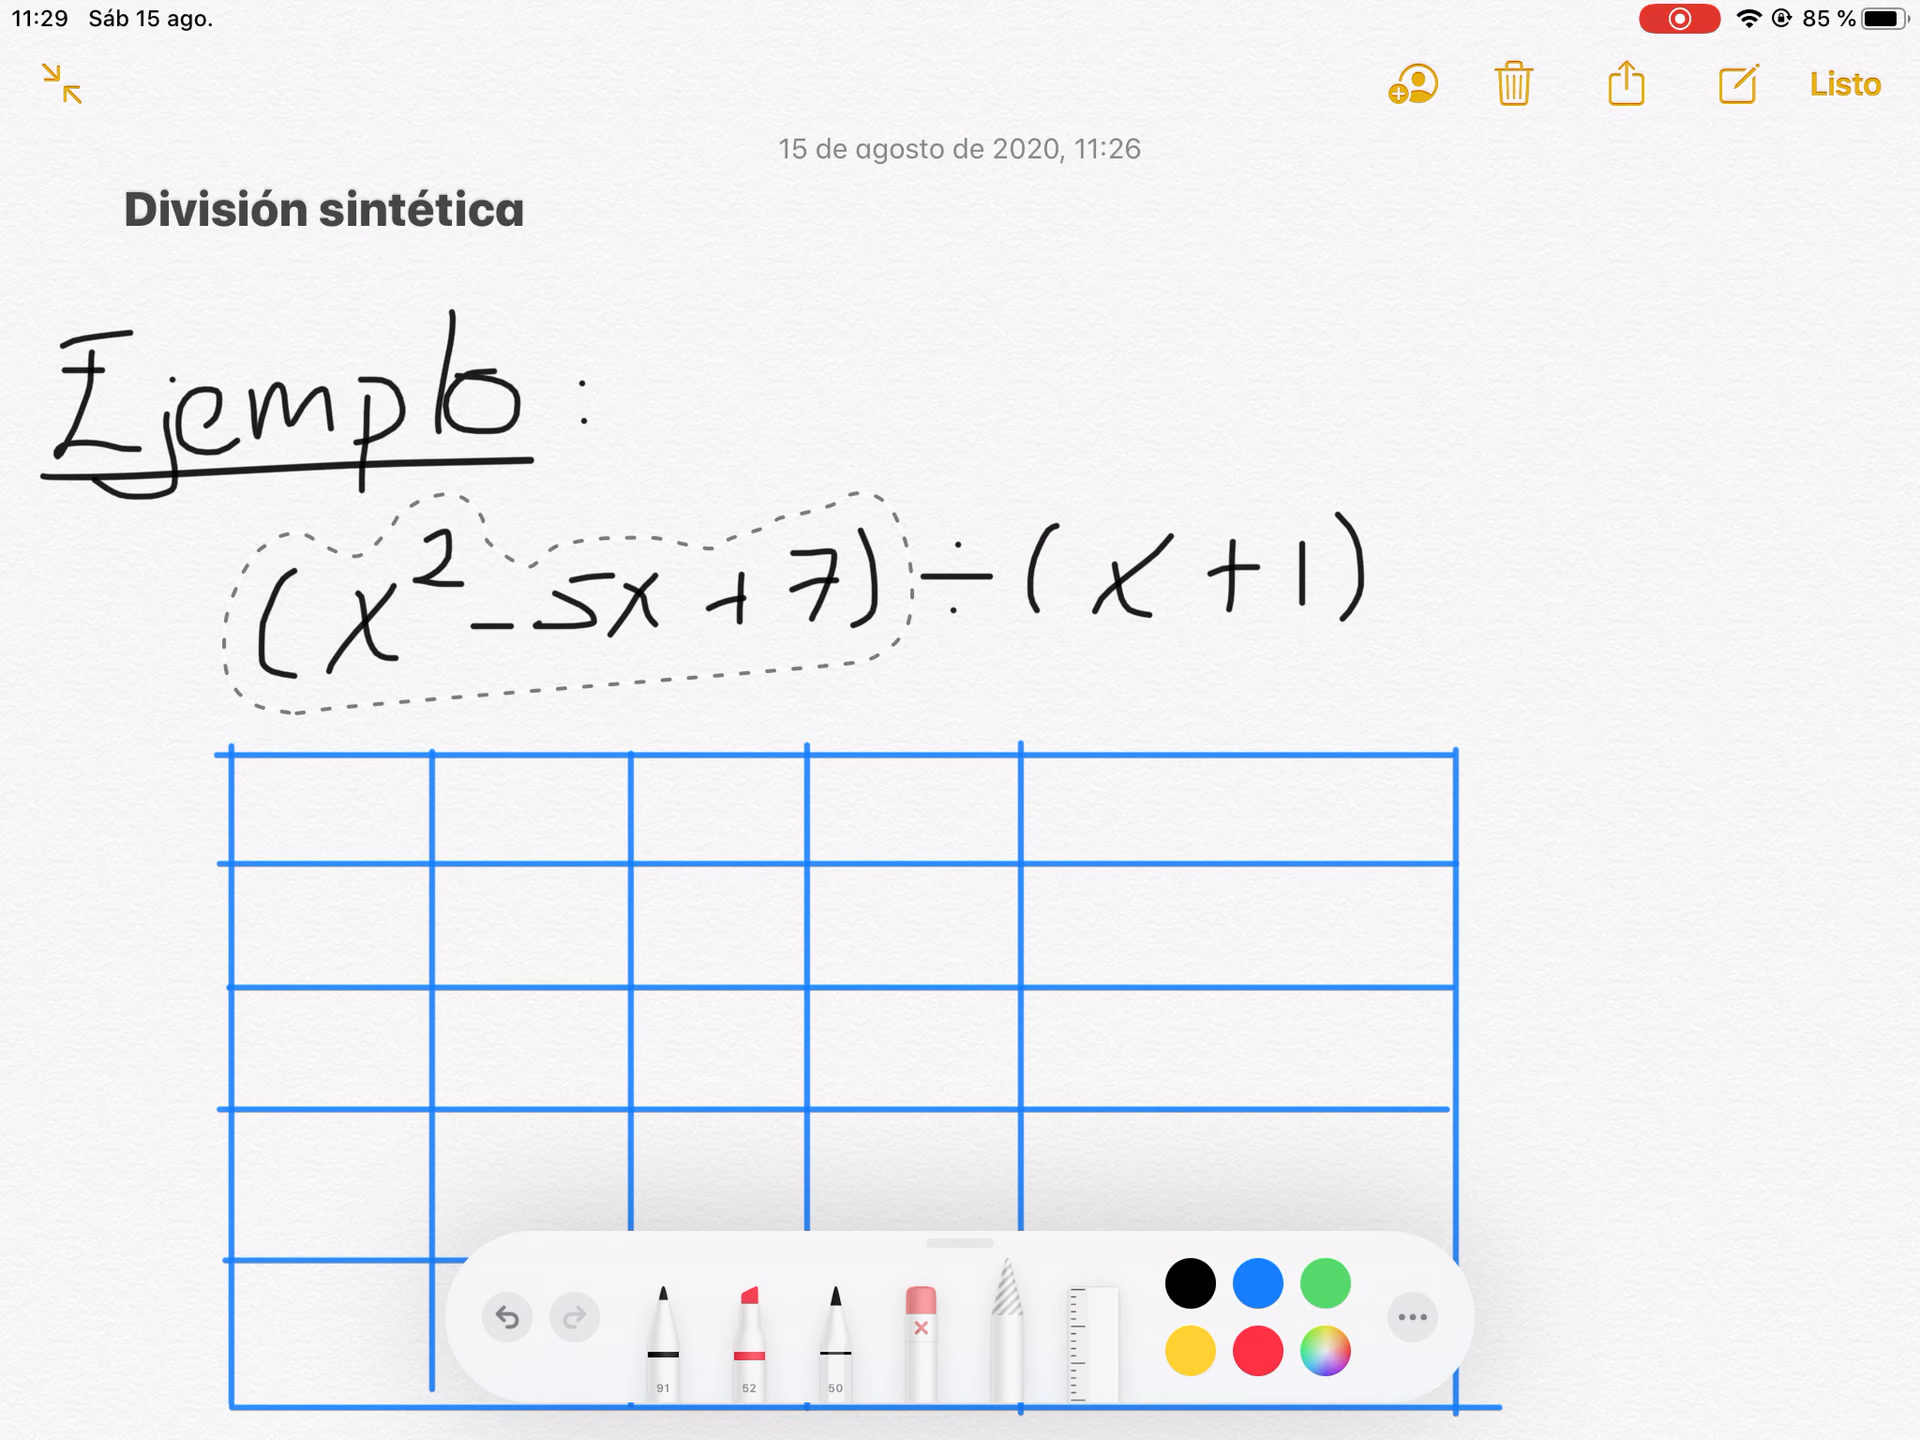 11:29 Sáb 15 ago. 85 %
Listo
15 de agosto de 2020, 11:26
División sintética
Ejemplo :
(x² - 5x + 7) ÷ (x + 1)
91 52 50